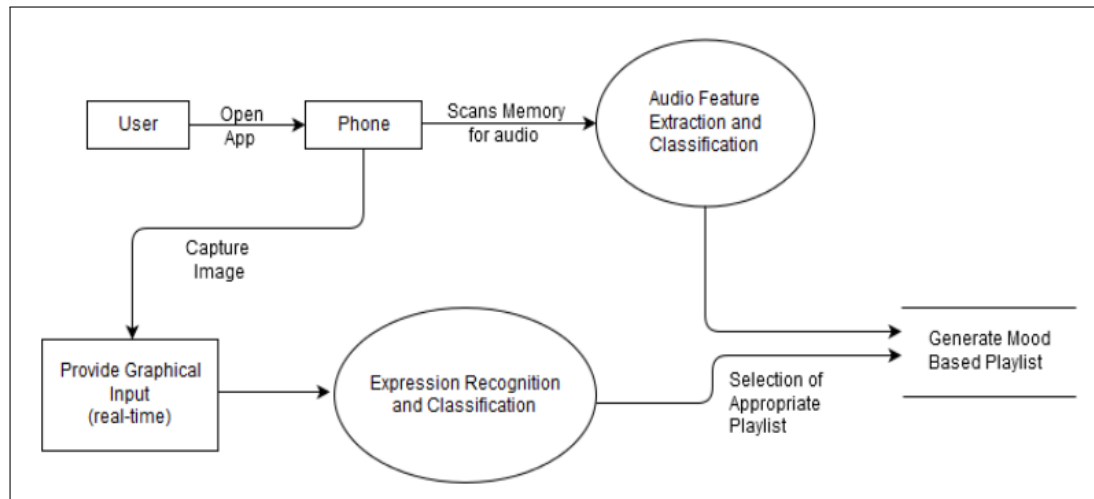 User
Open
App
Phone
Scans Memory
for audio
Audio Feature
Extraction and
Classification
Capture
Image
Provide Graphical
Input
(real-time)
Expression Recognition
and Classification
Selection of
Appropriate
Playlist
Generate Mood
Based Playlist